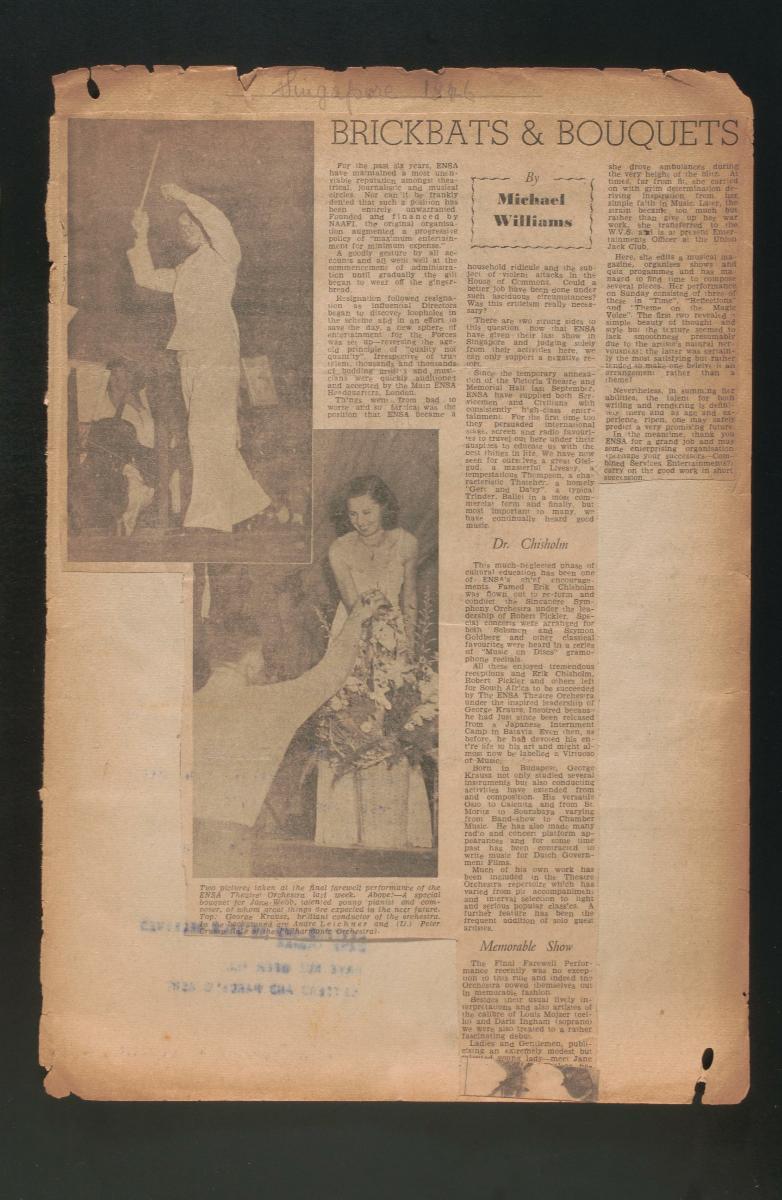 Singapore 1946
BRICKBATS & BOUQUETS
For the past six years, ENSA
have maintained a most unen-
viable reputation amongst thea-
trical, journalistic and musical
circles. Nor can it be frankly
denied that such a position has
been entirely unwarranted.
Founded and financed by
NAAFI, the original organisa-
tion augmented a progressive
policy of "maximum entertain-
ment for minimum expense."
A goodly gesture by all ac-
counts and all went well at the
commencement of administra-
tion until gradually the gilt
began to wear off the ginger-
bread.
Resignation followed resigna-
tion as influential Directors
began to discover loopholes in
the scheme and in an effort to
save the day, a new sphere of
entertainment for the Forces
was set up—reversing the age-
old principle of "quality not
quantity". Irrespective of
talent, thousands and thousands
of budding artists and musi-
cians were quickly auditioned
and accepted by the Main ENSA
Headquarters, London.
Things went from bad to
worse and so farcical was the
position that ENSA became a
By
Michael
Williams
household ridicule and the sub-
ject of violent attacks in the
House of Commons. Could a
better job have been done under
such assiduous circumstances?
Was this criticism really neces-
sary?
There are two strong sides to
this question now that ENSA
have given their last show in
Singapore and judging solely
from their activities here, we
can only support a negative re-
tort.
Since the temporary annexa-
tion of the Victoria Theatre and
Memorial Hall last September,
ENSA have supplied both Ser-
vicemen and Civilians with
consistently high-class enter-
tainment. For the first time too
they persuaded international
stage, screen and radio favouri-
tes to travel out here under their
auspices to educate us with the
best things in life. We have now
seen for ourselves a great Giel-
gud, a masterful Livesey, a
tempestuous Thompson, a cha-
racteristic Thatcher, a homely
"Gert and Daisy", a typical
Trinder, Ballet in a most com-
mercial form and finally, but
most important to many, we
have continually heard good
music.
Dr. Chisholm
This much-neglected phase of
cultural education has been one
of ENSA's chief encourage-
ments. Famed Erik Chisholm
was flown out to re-form and
conduct the Singapore Sym-
phony Orchestra under the lea-
dership of Robert Pickler. Spe-
cial concerts were arranged for
both Solomon and Szymon
Goldberg and other classical
favourites were heard in a series
of "Music on Discs" gramo-
phone recitals.
All these enjoyed tremendous
receptions and Erik Chisholm,
Robert Pickler and others left
for South Africa to be succeeded
by The ENSA Theatre Orchestra
under the inspired leadership of
George Krausz. Inspired becaus-
he had just since been released
from a Japanese Internment
Camp in Batavia. Even then, as
before, he had devoted his en-
tire life to his art and might al-
most now be labelled a Virtuoso
of Music.
Born in Budapest, George
Krausz not only studied several
instruments but also conducting
activities have extended from
and composition. His versatile
Oslo to Calcutta and from St.
Moritz to Sourabaya varying
from Band-show to Chamber
Music. He has also made many
radio and concert platform ap-
pearances and for some time
past has been contracted to
write music for Dutch Govern-
ment Films.
Much of his own work has
been included in the Theatre
Orchestra repertoire which has
varied from pit accompaniment
and interval selection to light
and serious popular classics. A
further feature has been the
frequent addition of solo guest
artistes.
Memorable Show
The Final Farewell Perfor-
mance recently was no excep-
tion to this rule and indeed the
Orchestra bowed themselves out
in memorable fashion.
Besides their usual lively in-
terpretations and also artistes of
the calibre of Louis Mojzer (cel-
lo) and Daris Ingham (soprano)
we were also treated to a rather
fascinating debut.
Ladies and Gentlemen, publi-
cising an extremely modest but
talented young lady—meet Jane
she drove ambulances during
the very height of the blitz. At
times, far from fit, she carried
on with grim determination de-
riving inspiration from her
simple faith in Music. Later, the
strain became too much but
rather than give up her war
work, she transferred to the
W.V.S. and is at present Enter-
tainments Officer at the Union
Jack Club.
Here, she edits a musical ma-
gazine, organises shows and
quiz programmes and has ma-
naged to find time to compose
several pieces. Her performance
on Sunday consisted of three of
these in "Time", "Reflections"
and "Theme on the Magic
Voice". The first two revealed a
simple beauty of thought and
style but the texture seemed to
lack smoothness presumably
due to the artiste's natural ner-
vousness; the latter was certain-
ly the most satisfying but rather
tended to make one believe it an
arrangement rather than a
theme!
Nevertheless, in summing her
abilities, the talent for both
writing and rendering is defini-
tely there and as age and ex-
perience ripen, one may safely
predict a very promising future.
In the meantime, thank you
ENSA for a grand job and may
some enterprising organisation
(perhaps your successors—Com-
bined Services Entertainments?)
carry on the good work in short
succession.
Two pictures taken at the final farewell performance of the
ENSA Theatre Orchestra last week. Above:—A special
bouquet for Jane Webb, talented young pianist and com-
poser, of whom great things are expected in the near future.
Top: George Krausz, brilliant conductor of the orchestra.
In the background are Andre Leichner and (L.) Peter